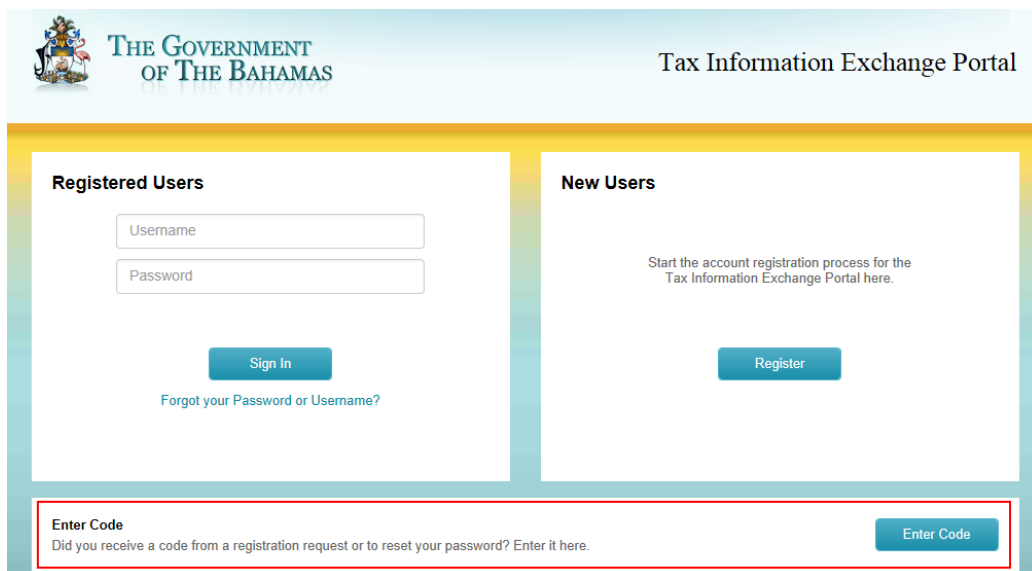 THE GOVERNMENT
OF THE BAHAMAS
Tax Information Exchange Portal
Registered Users
Username
Password
Sign In
Forgot your Password or Username?
New Users
Start the account registration process for the
Tax Information Exchange Portal here.
Register
Enter Code
Did you receive a code from a registration request or to reset your password? Enter it here.
Enter Code